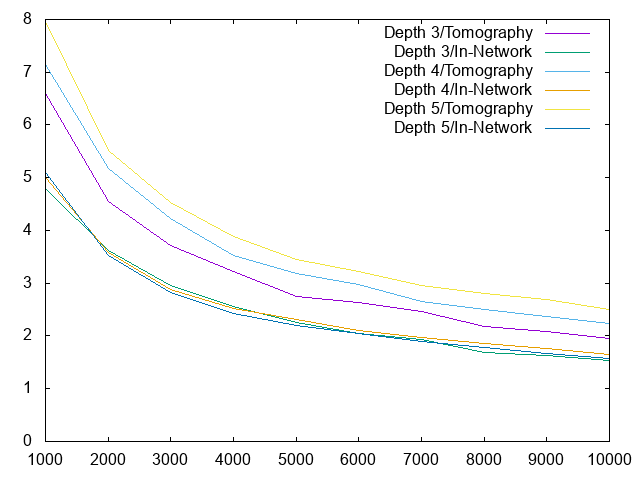 8
7
6
5
4
3
2
1
0
Depth 3/Tomography
Depth 3/In-Network
Depth 4/Tomography
Depth 4/In-Network
Depth 5/Tomography
Depth 5/In-Network
1000 2000 3000 4000 5000 6000 7000 8000 9000 10000